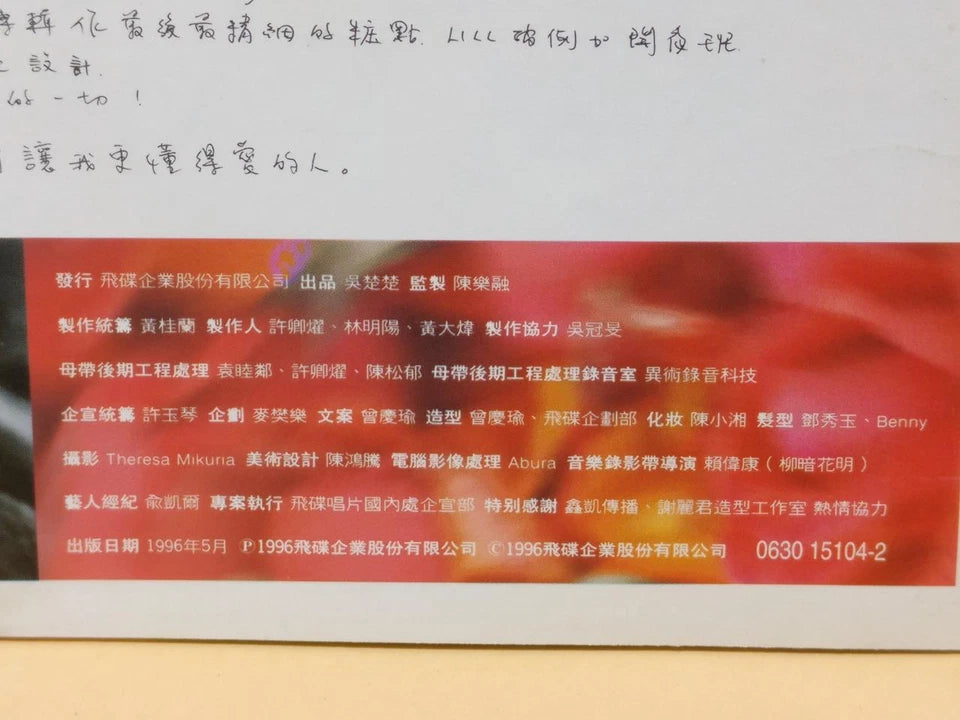 作最後最精細的粧點. LILL 破例加開夜班.
設計.
的一切!
讓我更懂得愛的人。
發行 飛碟企業股份有限公司 出品 吳楚楚 監製 陳樂融
製作統籌 黃桂蘭 製作人 許卿燿、林明陽、黃大煒 製作協力 吳冠旻
母帶後期工程處理 袁睦鄰、許卿燿、陳松郁 母帶後期工程處理錄音室 異術錄音科技
企宣統籌 許玉琴 企劃 麥樊樂 文案 曾慶瑜 造型 曾慶瑜、飛碟企劃部 化妝 陳小湘 髮型 鄧秀玉、Benny
攝影 Theresa Mikuria 美術設計 陳鴻騰 電腦影像處理 Abura 音樂錄影帶導演 賴偉康（柳暗花明）
藝人經紀 俞凱爾 專案執行 飛碟唱片國內處企宣部 特別感謝 鑫凱傳播、謝麗君造型工作室 熱情協力
出版日期 1996年5月 Ⓟ1996飛碟企業股份有限公司 Ⓒ1996飛碟企業股份有限公司 0630 15104-2